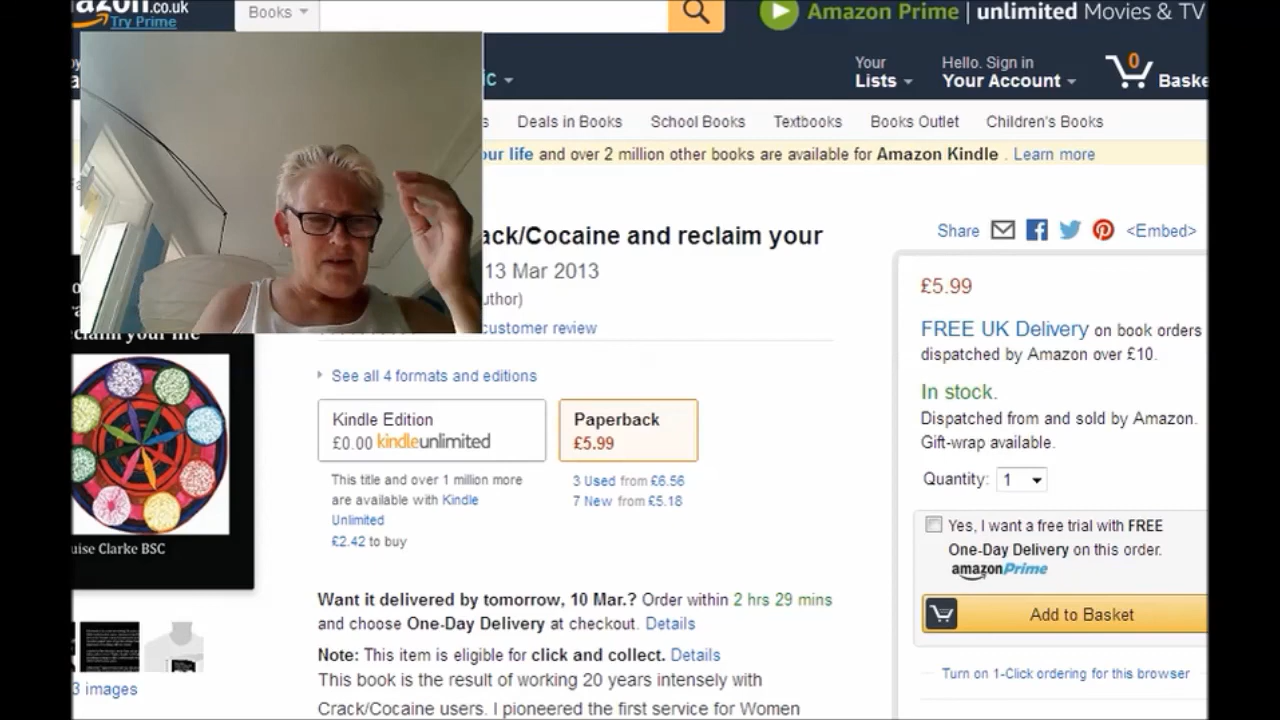 azon.co.uk
Try Prime
Books
Amazon Prime | unlimited Movies & TV
Your
Lists
Hello. Sign in
Your Account
0
Baske
Deals in Books
School Books
Textbooks
Books Outlet
Children's Books
our life and over 2 million other books are available for Amazon Kindle . Learn more
ack/Cocaine and reclaim your
13 Mar 2013
uthor)
customer review
Share
<Embed>
£5.99
FREE UK Delivery on book orders
dispatched by Amazon over £10.
In stock.
Dispatched from and sold by Amazon.
Gift-wrap available.
Quantity: 1
Yes, I want a free trial with FREE
One-Day Delivery on this order.
amazonPrime
Add to Basket
Turn on 1-Click ordering for this browser
See all 4 formats and editions
Kindle Edition
£0.00 kindleunlimited
Paperback
£5.99
This title and over 1 million more
are available with Kindle
Unlimited
£2.42 to buy
3 Used from £6.56
7 New from £5.18
Want it delivered by tomorrow, 10 Mar.? Order within 2 hrs 29 mins
and choose One-Day Delivery at checkout. Details
Note: This item is eligible for click and collect. Details
This book is the result of working 20 years intensely with
Crack/Cocaine users. I pioneered the first service for Women
uise Clarke BSC
3 images